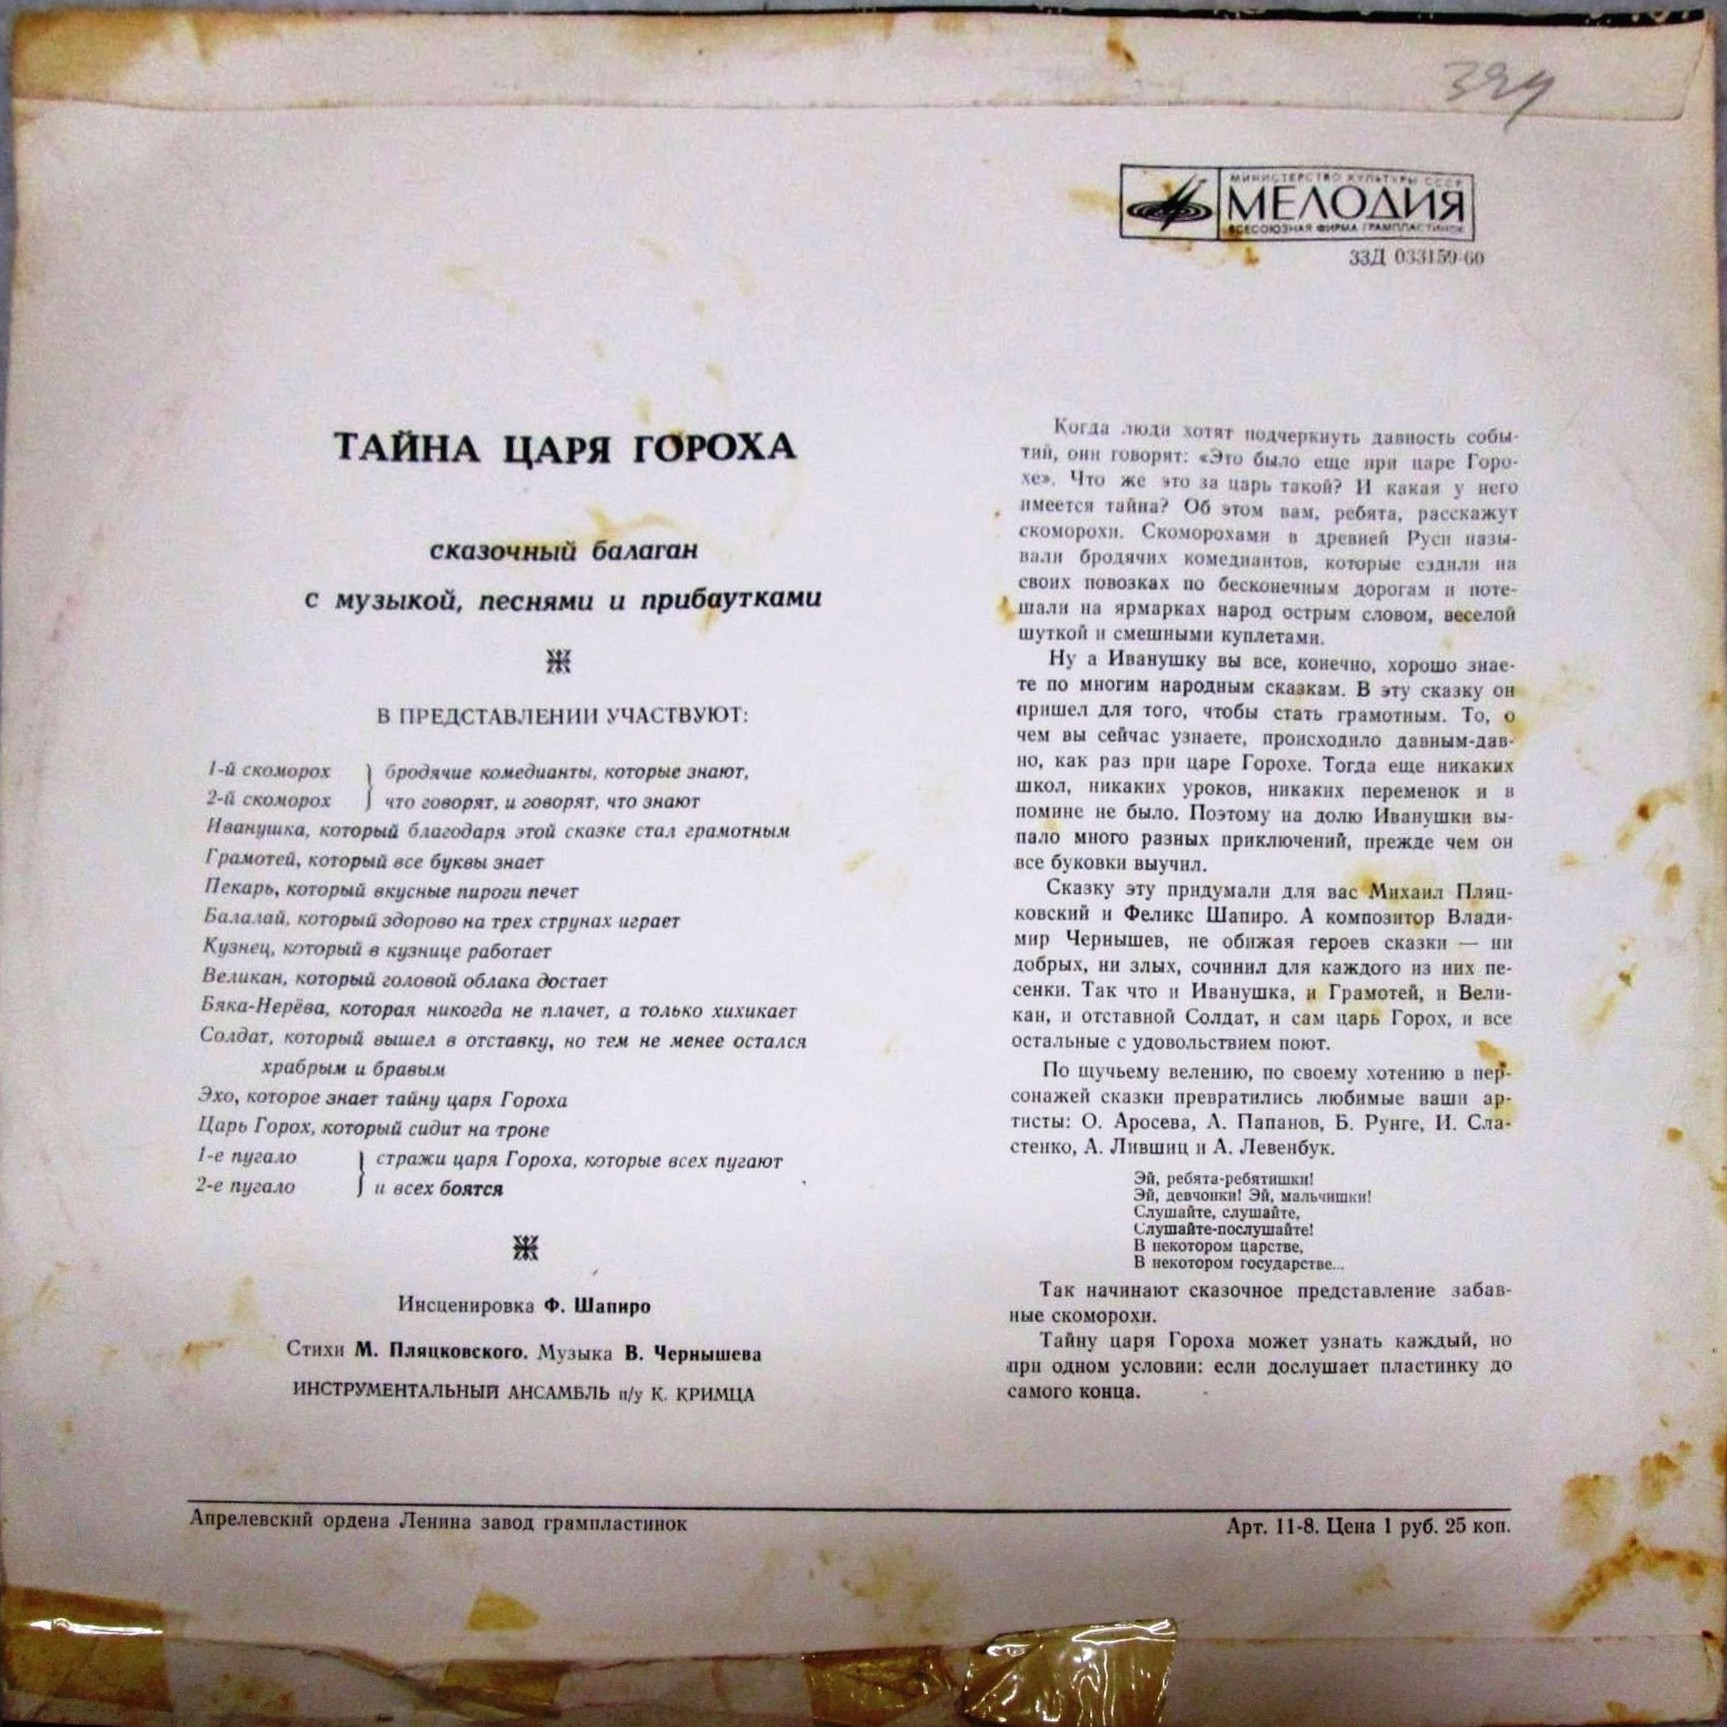 394
МИНИСТЕРСТВО КУЛЬТУРЫ СССР
МЕЛОДИЯ
ВСЕСОЮЗНАЯ ФИРМА ГРАМПЛАСТИНОК
33Д 033159-60
ТАЙНА ЦАРЯ ГОРОХА
сказочный балаган
с музыкой, песнями и прибаутками
В ПРЕДСТАВЛЕНИИ УЧАСТВУЮТ:
1-й скоморох } бродячие комедианты, которые знают,
2-й скоморох } что говорят, и говорят, что знают
Иванушка, который благодаря этой сказке стал грамотным
Грамотей, который все буквы знает
Пекарь, который вкусные пироги печет
Балалай, который здорово на трех струнах играет
Кузнец, который в кузнице работает
Великан, который головой облака достает
Бяка-Нерёва, которая никогда не плачет, а только хихикает
Солдат, который вышел в отставку, но тем не менее остался
храбрым и бравым
Эхо, которое знает тайну царя Гороха
Царь Горох, который сидит на троне
1-е пугало } стражи царя Гороха, которые всех пугают
2-е пугало } и всех боятся
Инсценировка Ф. Шапиро
Стихи М. Пляцковского. Музыка В. Чернышева
ИНСТРУМЕНТАЛЬНЫЙ АНСАМБЛЬ п/у К. КРИМЦА
Когда люди хотят подчеркнуть давность собы-
тий, они говорят: «Это было еще при царе Горо-
хе». Что же это за царь такой? И какая у него
имеется тайна? Об этом вам, ребята, расскажут
скоморохи. Скоморохами в древней Руси назы-
вали бродячих комедиантов, которые ездили на
своих повозках по бесконечным дорогам и поте-
шали на ярмарках народ острым словом, веселой
шуткой и смешными куплетами.
Ну а Иванушку вы все, конечно, хорошо знае-
те по многим народным сказкам. В эту сказку он
пришел для того, чтобы стать грамотным. То, о
чем вы сейчас узнаете, происходило давным-дав-
но, как раз при царе Горохе. Тогда еще никаких
школ, никаких уроков, никаких переменок и в
помине не было. Поэтому на долю Иванушки вы-
пало много разных приключений, прежде чем он
все буковки выучил.
Сказку эту придумали для вас Михаил Пляц-
ковский и Феликс Шапиро. А композитор Влади-
мир Чернышев, не обижая героев сказки — ни
добрых, ни злых, сочинил для каждого из них пе-
сенки. Так что и Иванушка, и Грамотей, и Вели-
кан, и отставной Солдат, и сам царь Горох, и все
остальные с удовольствием поют.
По щучьему велению, по своему хотению в пер-
сонажей сказки превратились любимые ваши ар-
тисты: О. Аросева, А. Папанов, Б. Рунге, И. Сла-
стенко, А. Лившиц и А. Левенбук.
Эй, ребята-ребятишки!
Эй, девчонки! Эй, мальчишки!
Слушайте, слушайте,
Слушайте-послушайте!
В некотором царстве,
В некотором государстве...
Так начинают сказочное представление забав-
ные скоморохи.
Тайну царя Гороха может узнать каждый, но
при одном условии: если дослушает пластинку до
самого конца.
Апрелевский ордена Ленина завод грампластинок
Арт. 11-8. Цена 1 руб. 25 коп.